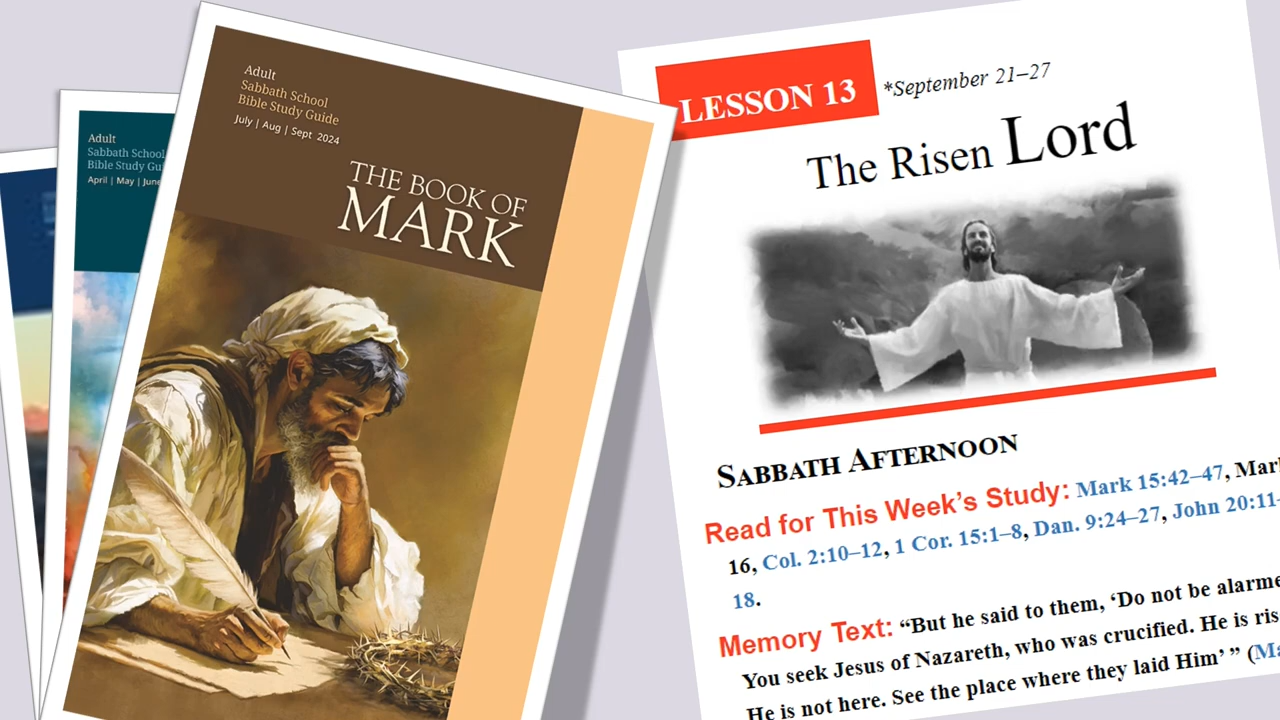 Adult
Sabbath School
Bible Study Guide
July | Aug | Sept 2024
THE BOOK OF
MARK
Adult
Sabbath School
Bible Study
April | May | June
LESSON 13
*September 21–27
The Risen Lord
SABBATH AFTERNOON
Read for This Week’s Study: Mark 15:42–47, Mark
16, Col. 2:10–12, 1 Cor. 15:1–8, Dan. 9:24–27, John 20:11–
18.
Memory Text: “But he said to them, ‘Do not be alarme
You seek Jesus of Nazareth, who was crucified. He is ris
He is not here. See the place where they laid Him’ ” (Ma